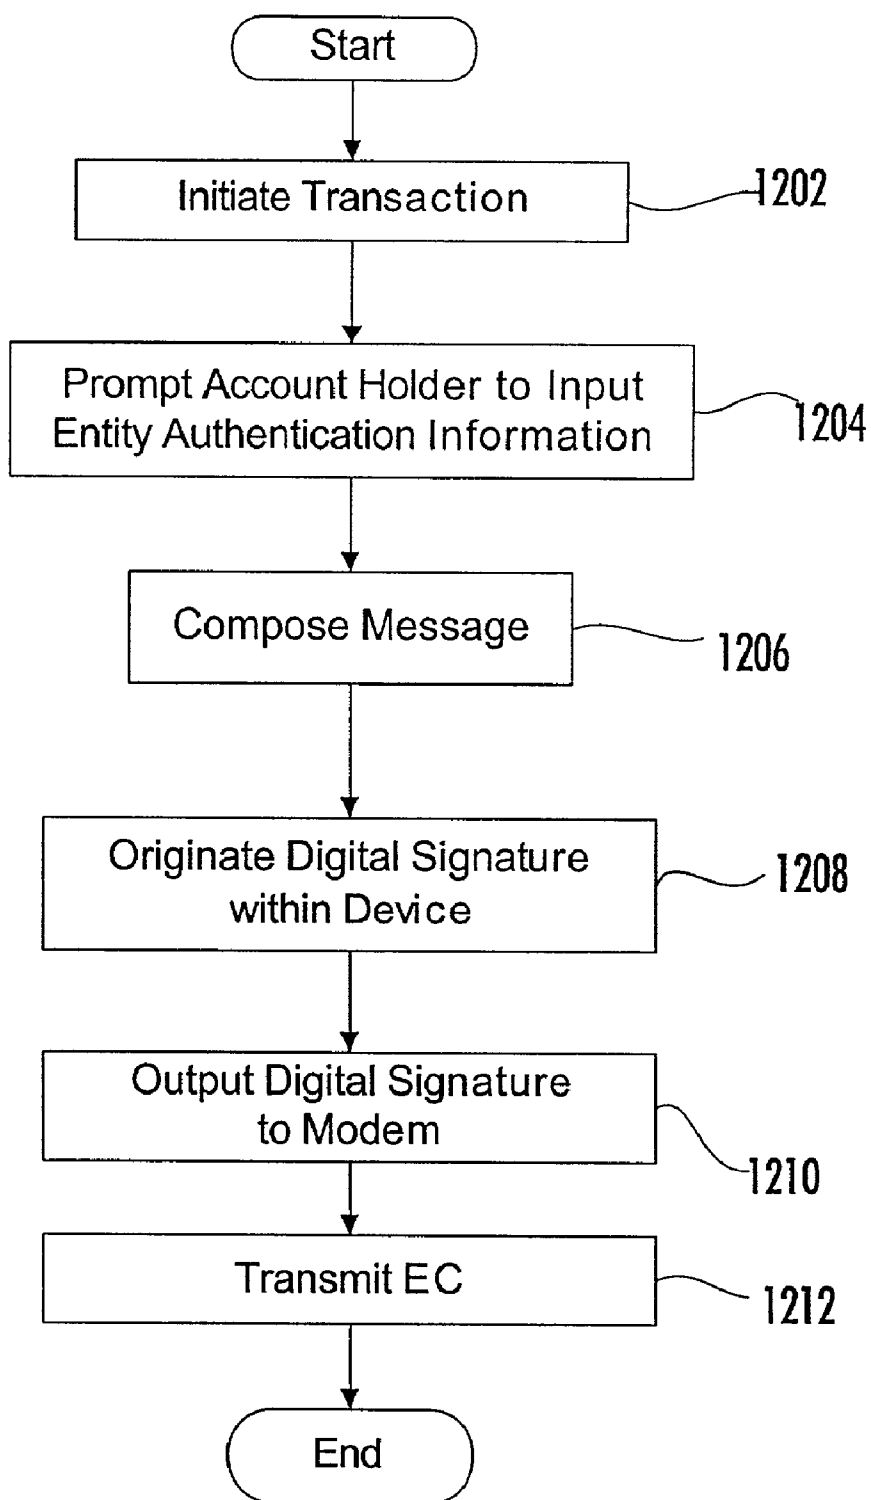 Start
Initiate Transaction
1202
Prompt Account Holder to Input
Entity Authentication Information
1204
Compose Message
1206
Originate Digital Signature
within Device
1208
Output Digital Signature
to Modem
1210
Transmit EC
1212
End